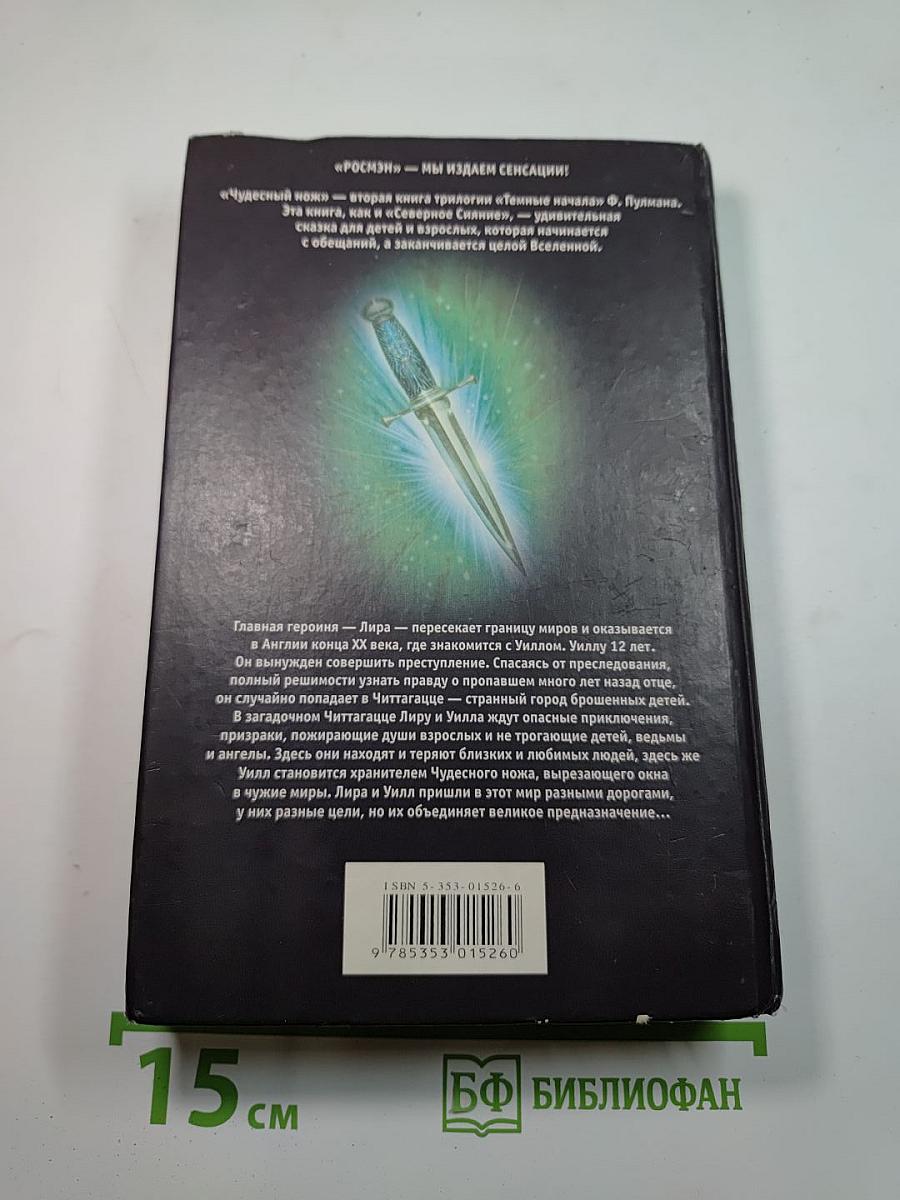 «РОСМЭН» — МЫ ИЗДАЕМ СЕНСАЦИИ!
«Чудесный нож» — вторая книга трилогии «Темные начала» Ф. Пулмана.
Эта книга, как и «Северное Сияние», — удивительная
сказка для детей и взрослых, которая начинается
с обещаний, а заканчивается целой Вселенной.
Главная героиня — Лира — пересекает границу миров и оказывается
в Англии конца XX века, где знакомится с Уиллом. Уиллу 12 лет.
Он вынужден совершить преступление. Спасаясь от преследования,
полный решимости узнать правду о пропавшем много лет назад отце,
он случайно попадает в Читтагацце — странный город брошенных детей.
В загадочном Читтагацце Лиру и Уилла ждут опасные приключения,
призраки, пожирающие души взрослых и не трогающие детей, ведьмы
и ангелы. Здесь они находят и теряют близких и любимых людей, здесь же
Уилл становится хранителем Чудесного ножа, вырезающего окна
в чужие миры. Лира и Уилл пришли в этот мир разными дорогами,
у них разные цели, но их объединяет великое предназначение...
ISBN 5-353-01526-6
9 785353 015260
15 см
БФ БИБЛИОФАН